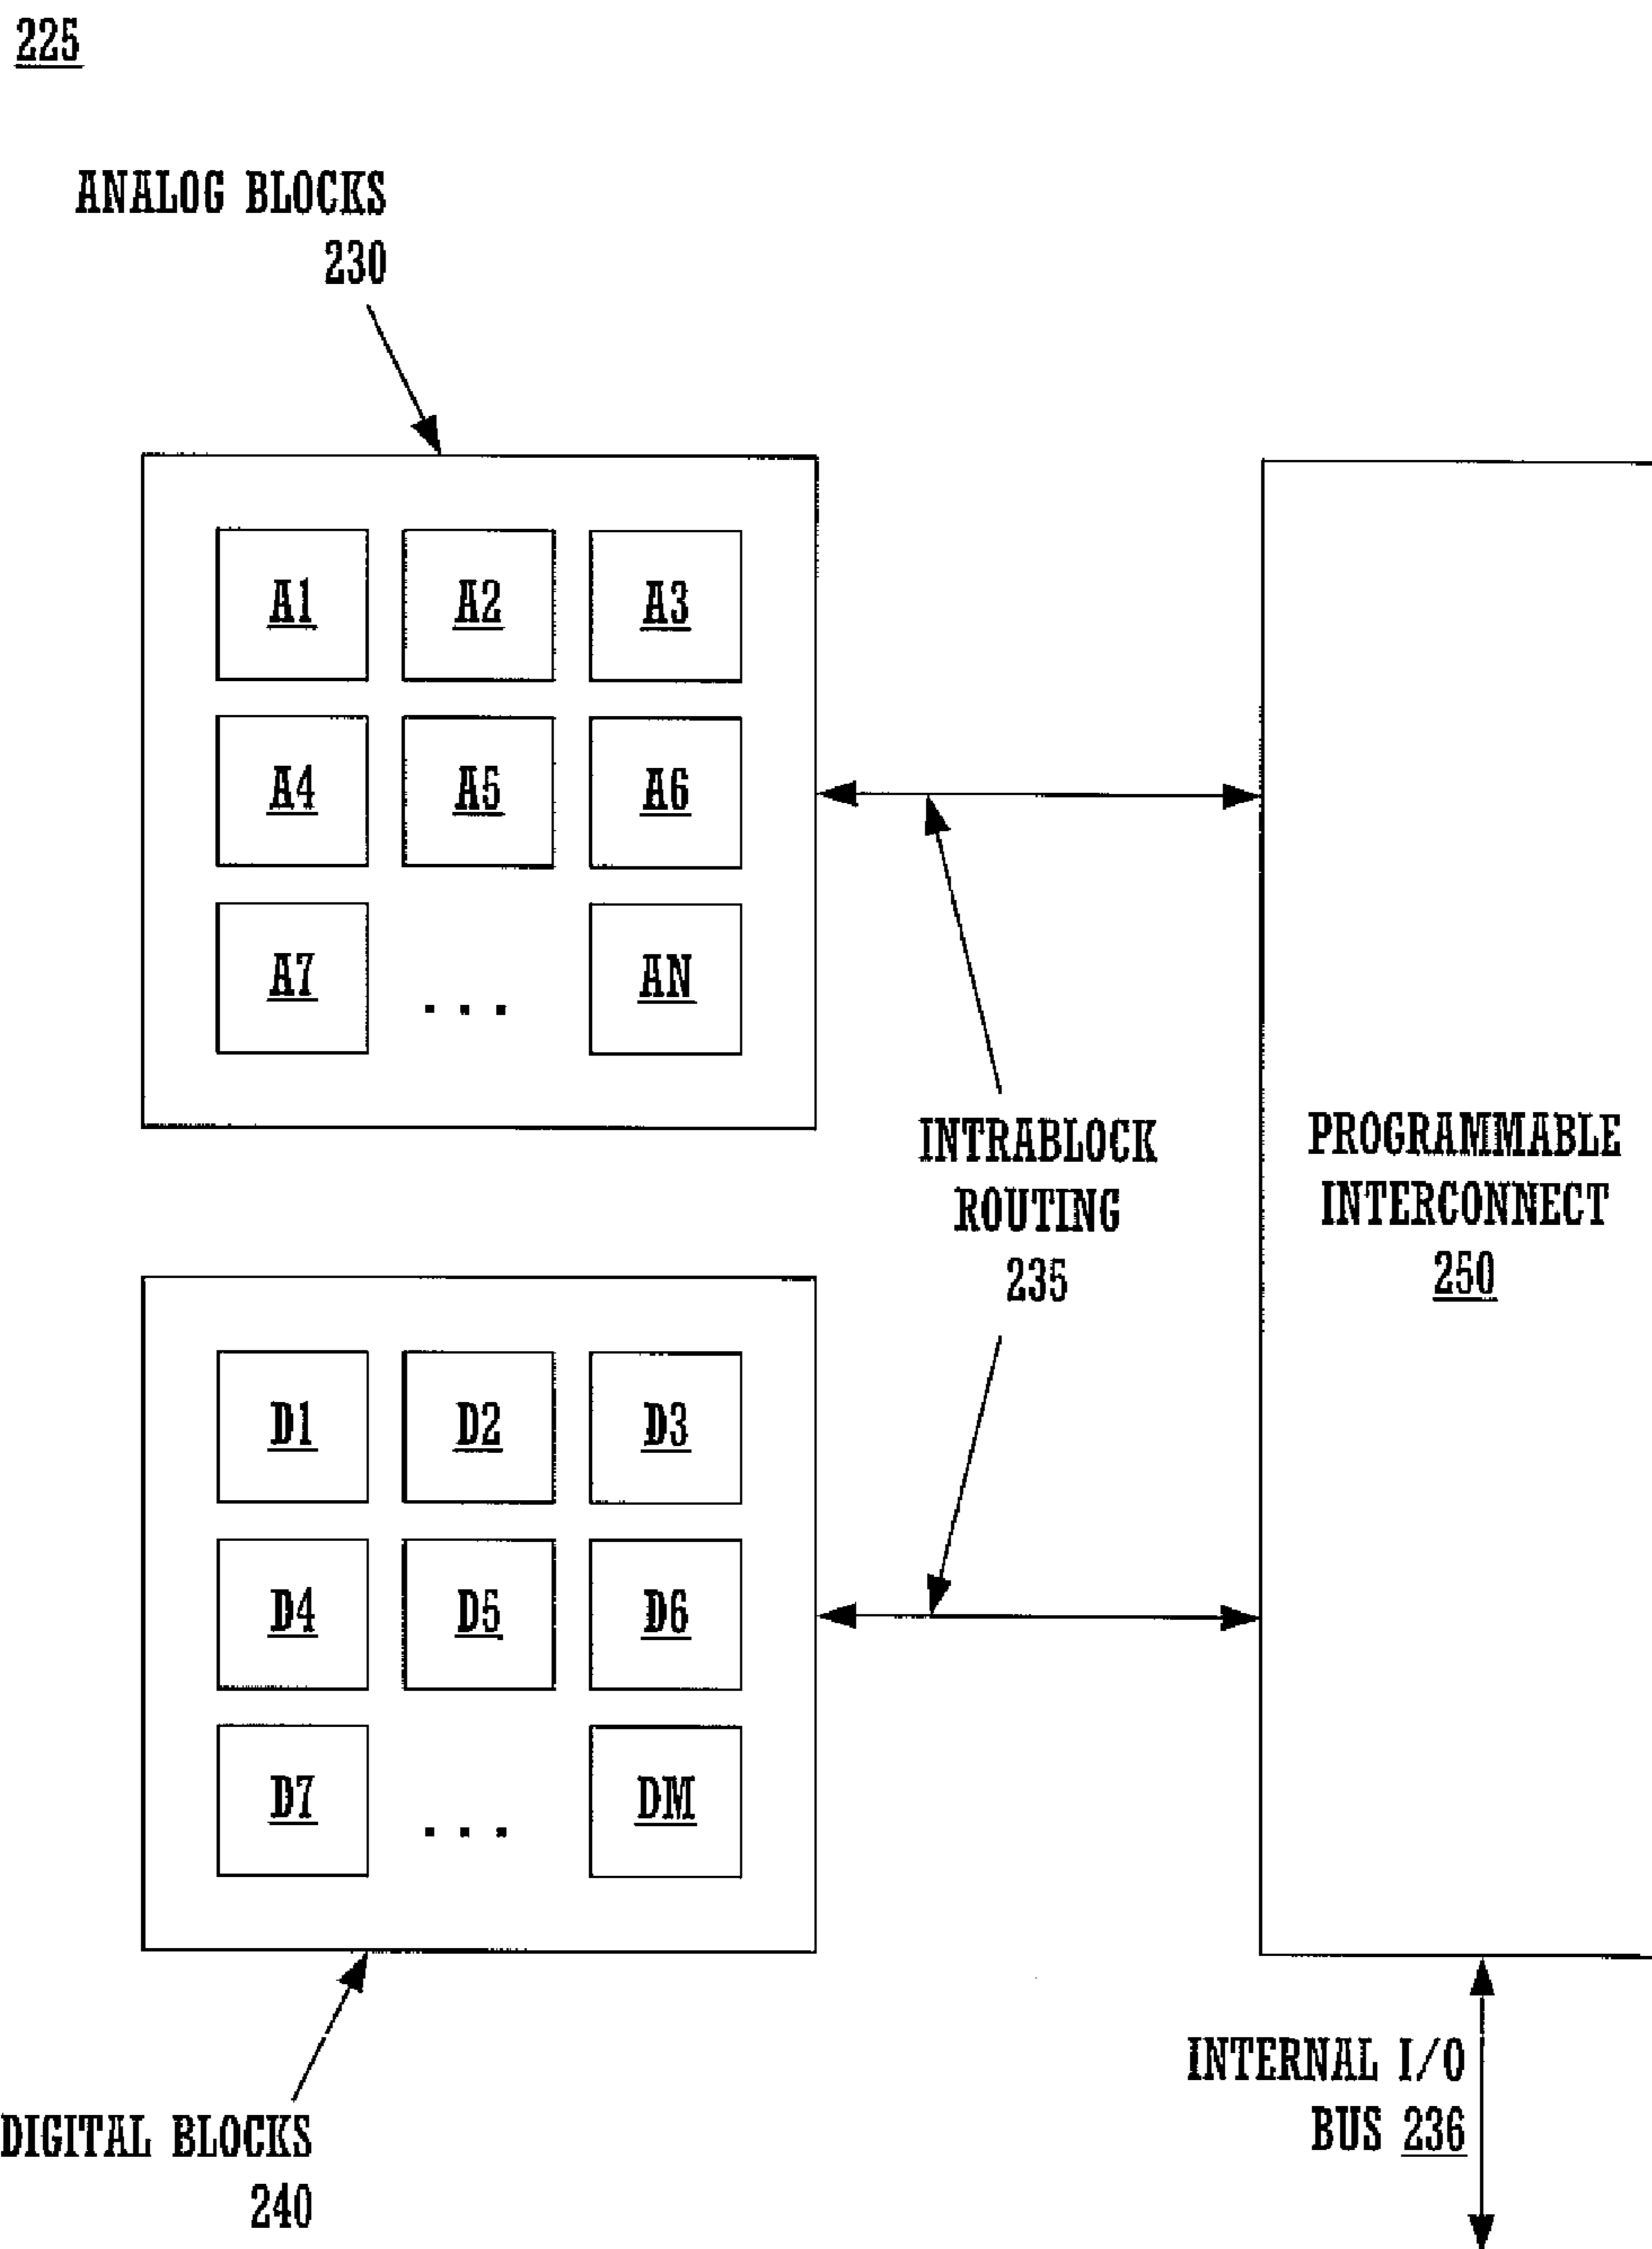 225
ANALOG BLOCKS
230
A1 A2 A3
A4 A5 A6
A7 ... AN
INTRABLOCK
ROUTING
235
PROGRAMMABLE
INTERCONNECT
250
D1 D2 D3
D4 D5 D6
D7 ... DM
INTERNAL I/O
BUS 236
DIGITAL BLOCKS
240